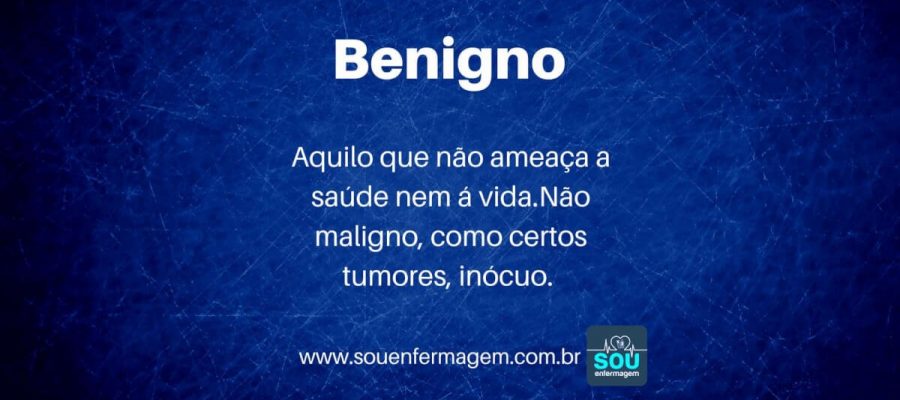 Benigno
Aquilo que não ameaça a
saúde nem á vida.Não
maligno, como certos
tumores, inócuo.
www.souenfermagem.com.br
SOU
enfermagem